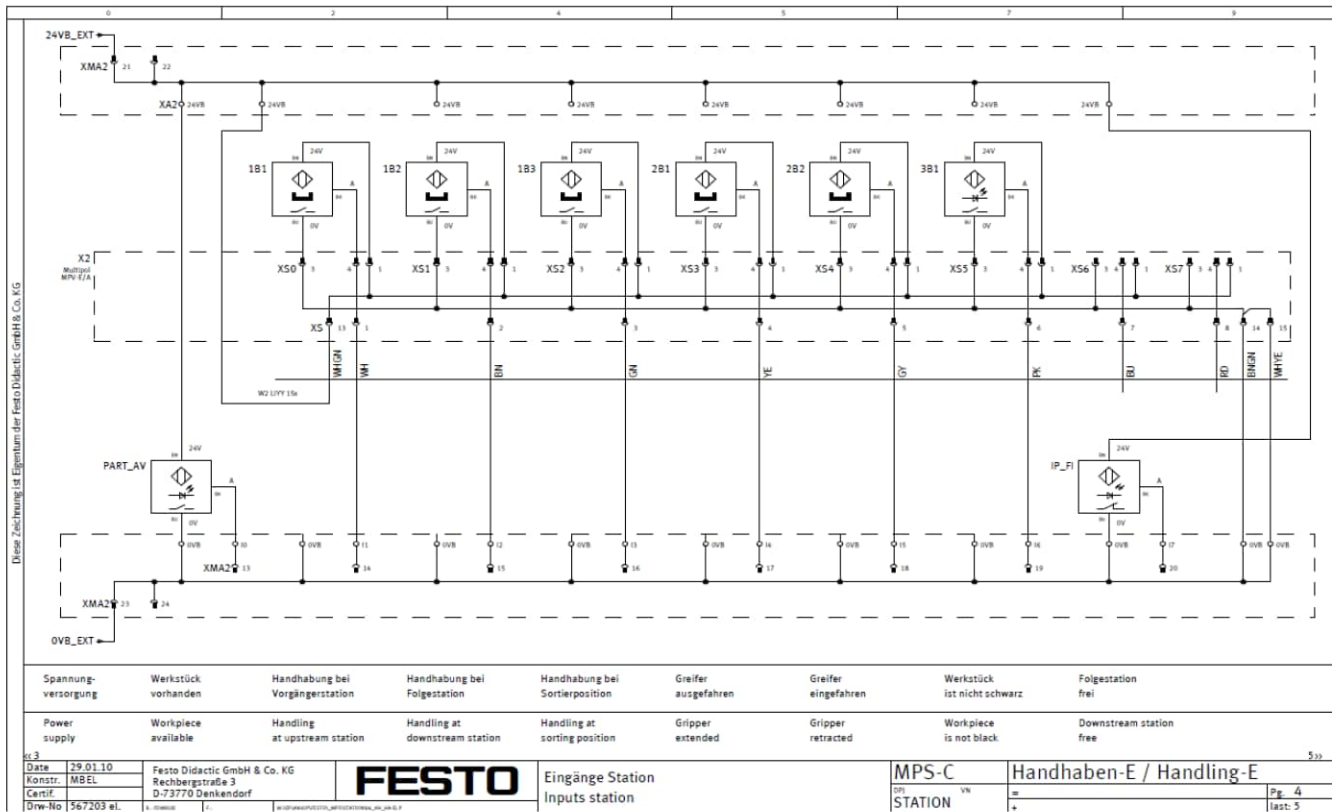 0 2 4 5 7 9
24VB_EXT
XMA2 21 22
XA2 24VB 24VB 24VB 24VB 24VB 24VB 24VB 24VB
24V 24V 24V 24V 24V 24V
1B1 1B2 1B3 2B1 2B2 3B1
A A A A A A
0V 0V 0V 0V 0V 0V
X2
Multipol
MPV-E/A
XS0 3 4 1 XS1 3 4 1 XS2 3 4 1 XS3 3 4 1 XS4 3 4 1 XS5 3 4 1 XS6 3 4 1 XS7 3 4 1
XS 13 1 2 3 4 5 6 7 8 14 15
WHGN WH BN GN YE GY PK BU RD BNGN WHYE
W2 LIYY 15x
24V 24V
PART_AV IP_FI
A A
0V 0V
0VB I0 0VB I1 0VB I2 0VB I3 0VB I4 0VB I5 0VB I6 0VB I7 0VB 0VB
XMA2 13 14 15 16 17 18 19 20
XMA2 23 24
0VB_EXT
Diese Zeichnung ist Eigentum der Festo Didactic GmbH & Co. KG
Spannung- Werkstück Handhabung bei Handhabung bei Handhabung bei Greifer Greifer Werkstück Folgestation
versorgung vorhanden Vorgängerstation Folgestation Sortierposition ausgefahren eingefahren ist nicht schwarz frei
Power Workpiece Handling Handling at Handling at Gripper Gripper Workpiece Downstream station
supply available at upstream station downstream station sorting position extended retracted is not black free
<< 3 5>>
Date 29.01.10
Konstr. MBEL
Certif.
Drw-No 567203 el.
Festo Didactic GmbH & Co. KG
Rechbergstraße 3
D-73770 Denkendorf
FESTO
Eingänge Station
Inputs station
MPS-C
VN
STATION
Handhaben-E / Handling-E
=
+
Pg. 4
last: 5